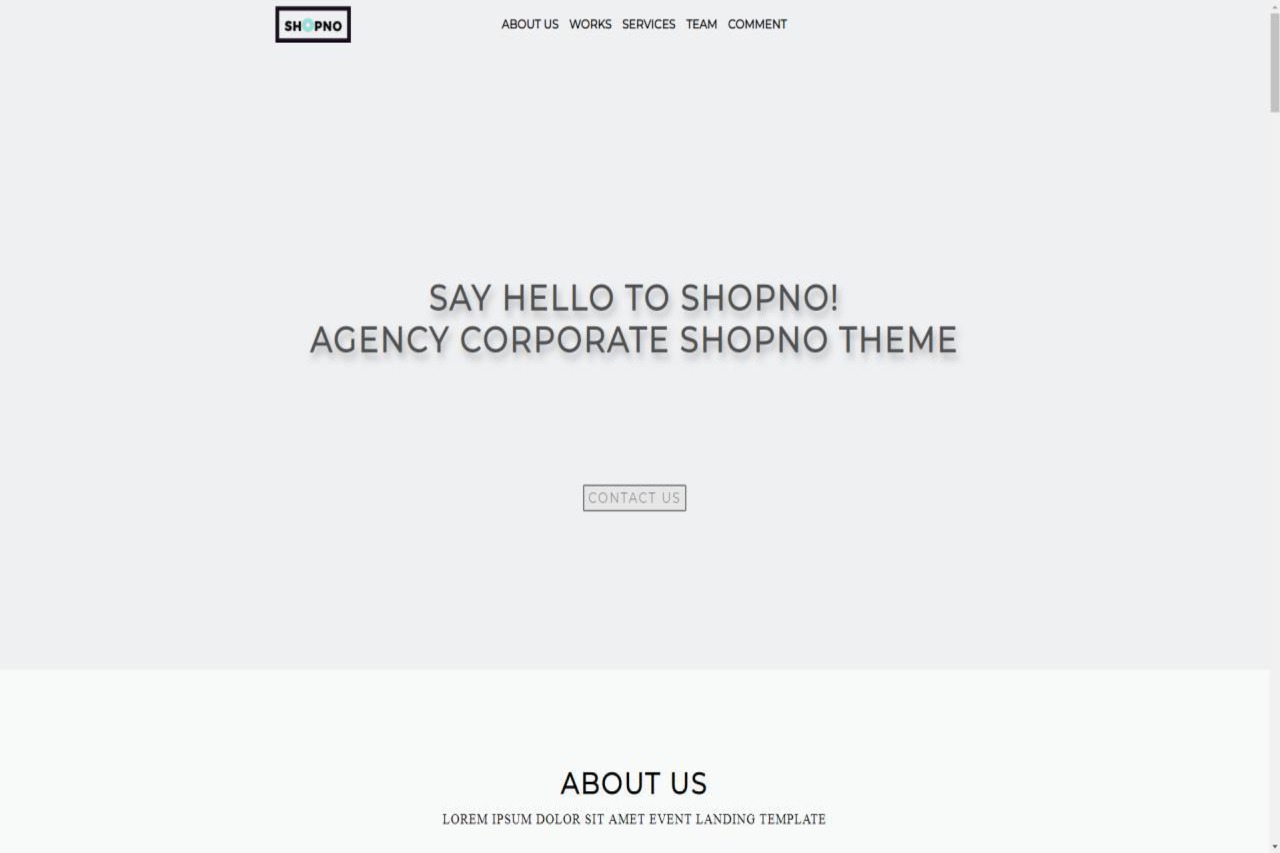 SHOPNO
ABOUT US WORKS SERVICES TEAM COMMENT
SAY HELLO TO SHOPNO!
AGENCY CORPORATE SHOPNO THEME
CONTACT US
ABOUT US
LOREM IPSUM DOLOR SIT AMET EVENT LANDING TEMPLATE